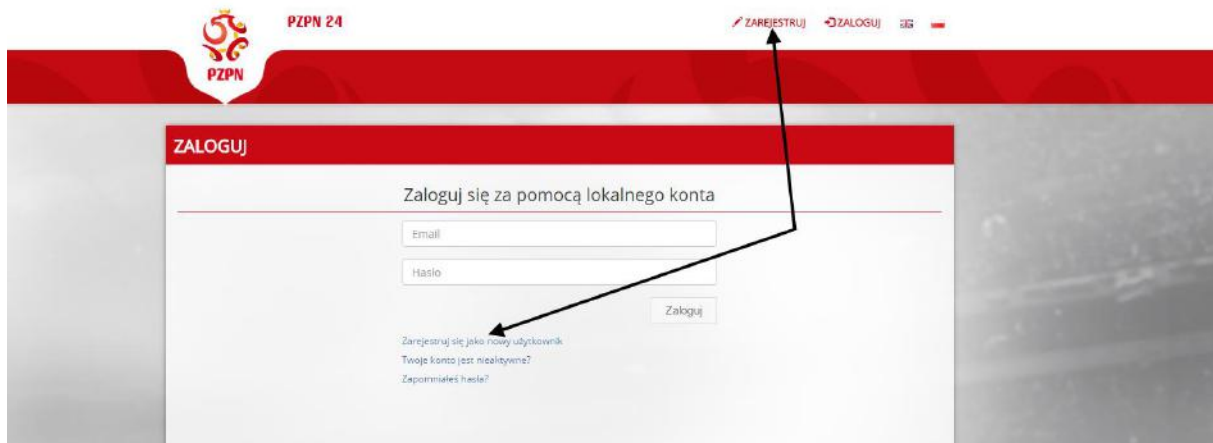 PZPN 24
ZAREJESTRUJ ZALOGUJ
PZPN
ZALOGUJ
Zaloguj się za pomocą lokalnego konta
Email
Hasło
Zaloguj
Zarejestruj się jako nowy użytkownik
Twoje konto jest nieaktywne?
Zapomniałeś hasła?